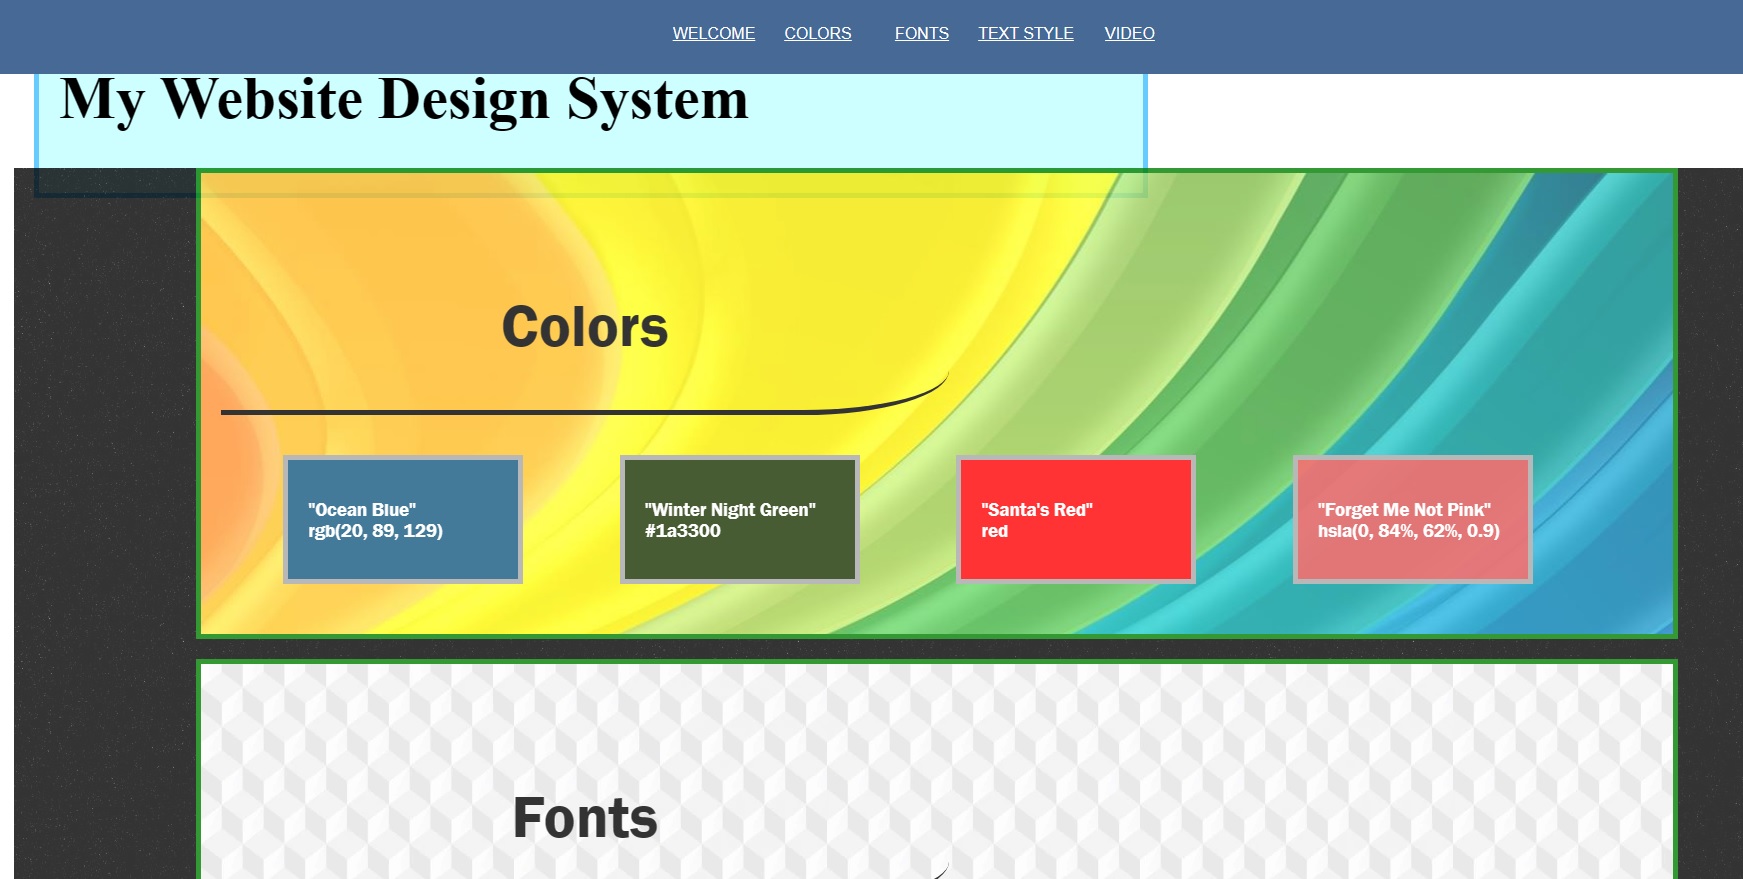 WELCOME COLORS FONTS TEXT STYLE VIDEO
My Website Design System
Colors
"Ocean Blue"
rgb(20, 89, 129)
"Winter Night Green"
#1a3300
"Santa's Red"
red
"Forget Me Not Pink"
hsla(0, 84%, 62%, 0.9)
Fonts